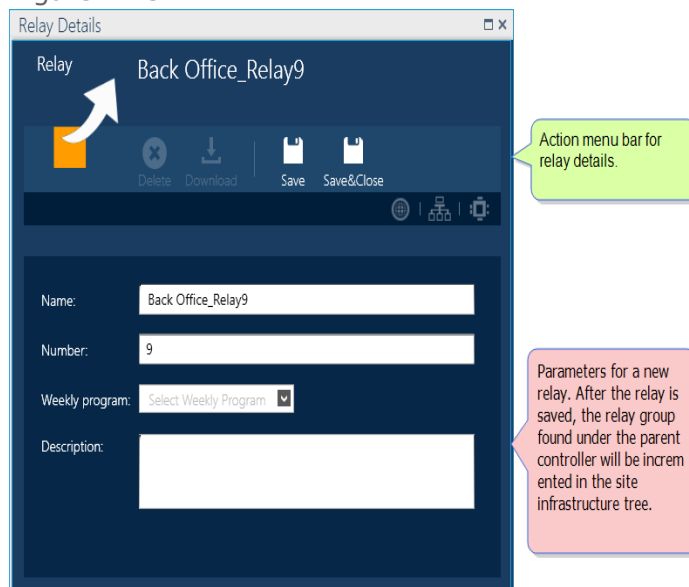 Relay Details
Relay
Back Office_Relay9
Delete
Download
Save
Save&Close
Action menu bar for
relay details.
Name:
Back Office_Relay9
Number:
9
Weekly program:
Select Weekly Program
Description:
Parameters for a new
relay. After the relay is
saved, the relay group
found under the parent
controller will be increm
ented in the site
infrastructure tree.